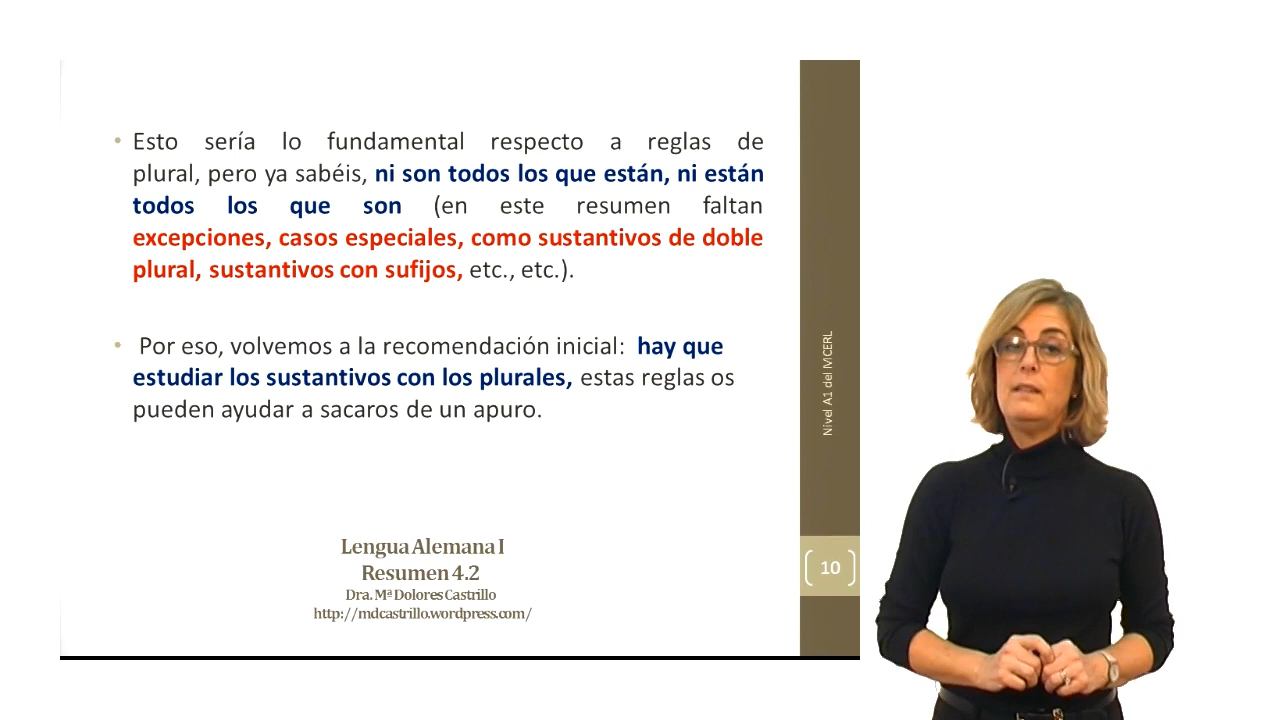 • Esto sería lo fundamental respecto a reglas de
plural, pero ya sabéis, ni son todos los que están, ni están
todos los que son (en este resumen faltan
excepciones, casos especiales, como sustantivos de doble
plural, sustantivos con sufijos, etc., etc.).
• Por eso, volvemos a la recomendación inicial: hay que
estudiar los sustantivos con los plurales, estas reglas os
pueden ayudar a sacaros de un apuro.
Nivel A1 del MCERL
10
Lengua Alemana I
Resumen 4.2
Dra. Mª Dolores Castrillo
http://mdcastrillo.wordpress.com/